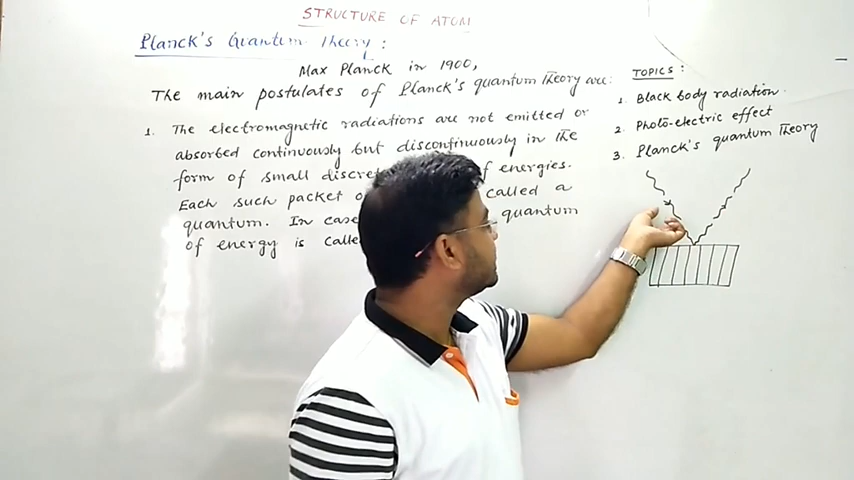 STRUCTURE OF ATOM
Planck's Quantum Theory :
Max Planck in 1900,
The main postulates of Planck's quantum Theory are:
1. The electromagnetic radiations are not emitted or
absorbed continuously but discontinuously in the
form of small discret of energies.
Each such packet o called a
quantum. In case quantum
of energy is calle
TOPICS :
1. Black body radiation.
2. Photo-electric effect
3. Planck's quantum Theory